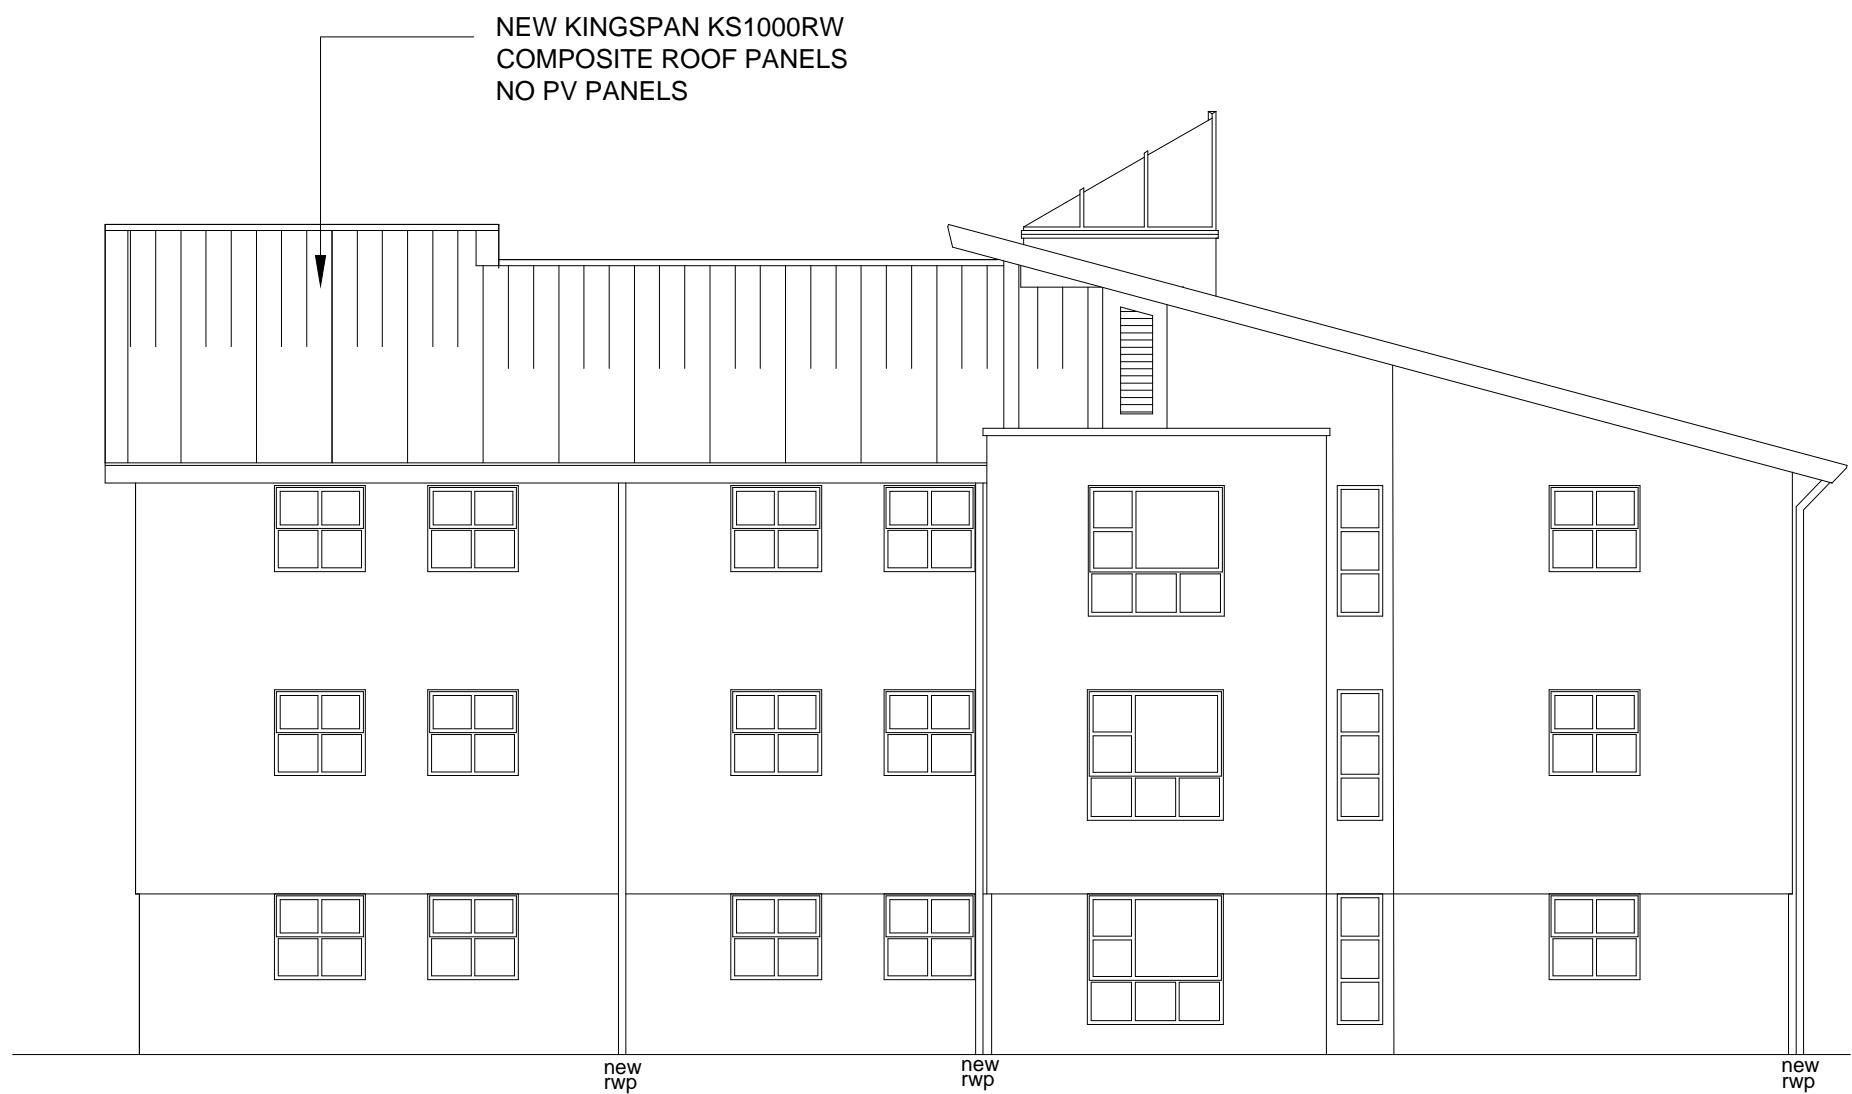 NEW KINGSPAN KS1000RW
COMPOSITE ROOF PANELS
NO PV PANELS
new
rwp
new
rwp
new
rwp